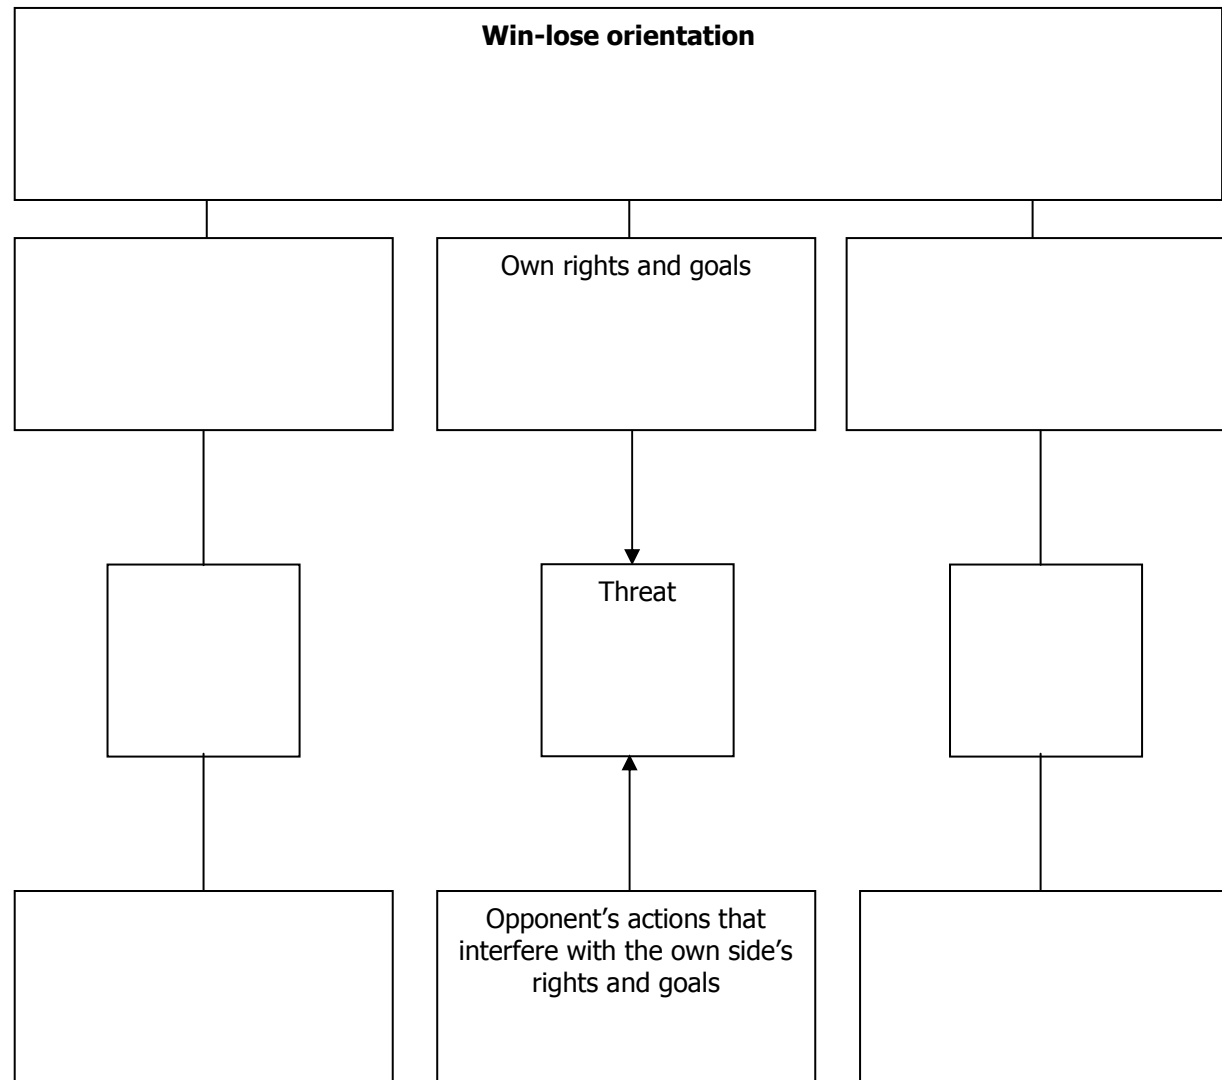 Win-lose orientation
Own rights and goals
Threat
Opponent’s actions that
interfere with the own side’s
rights and goals